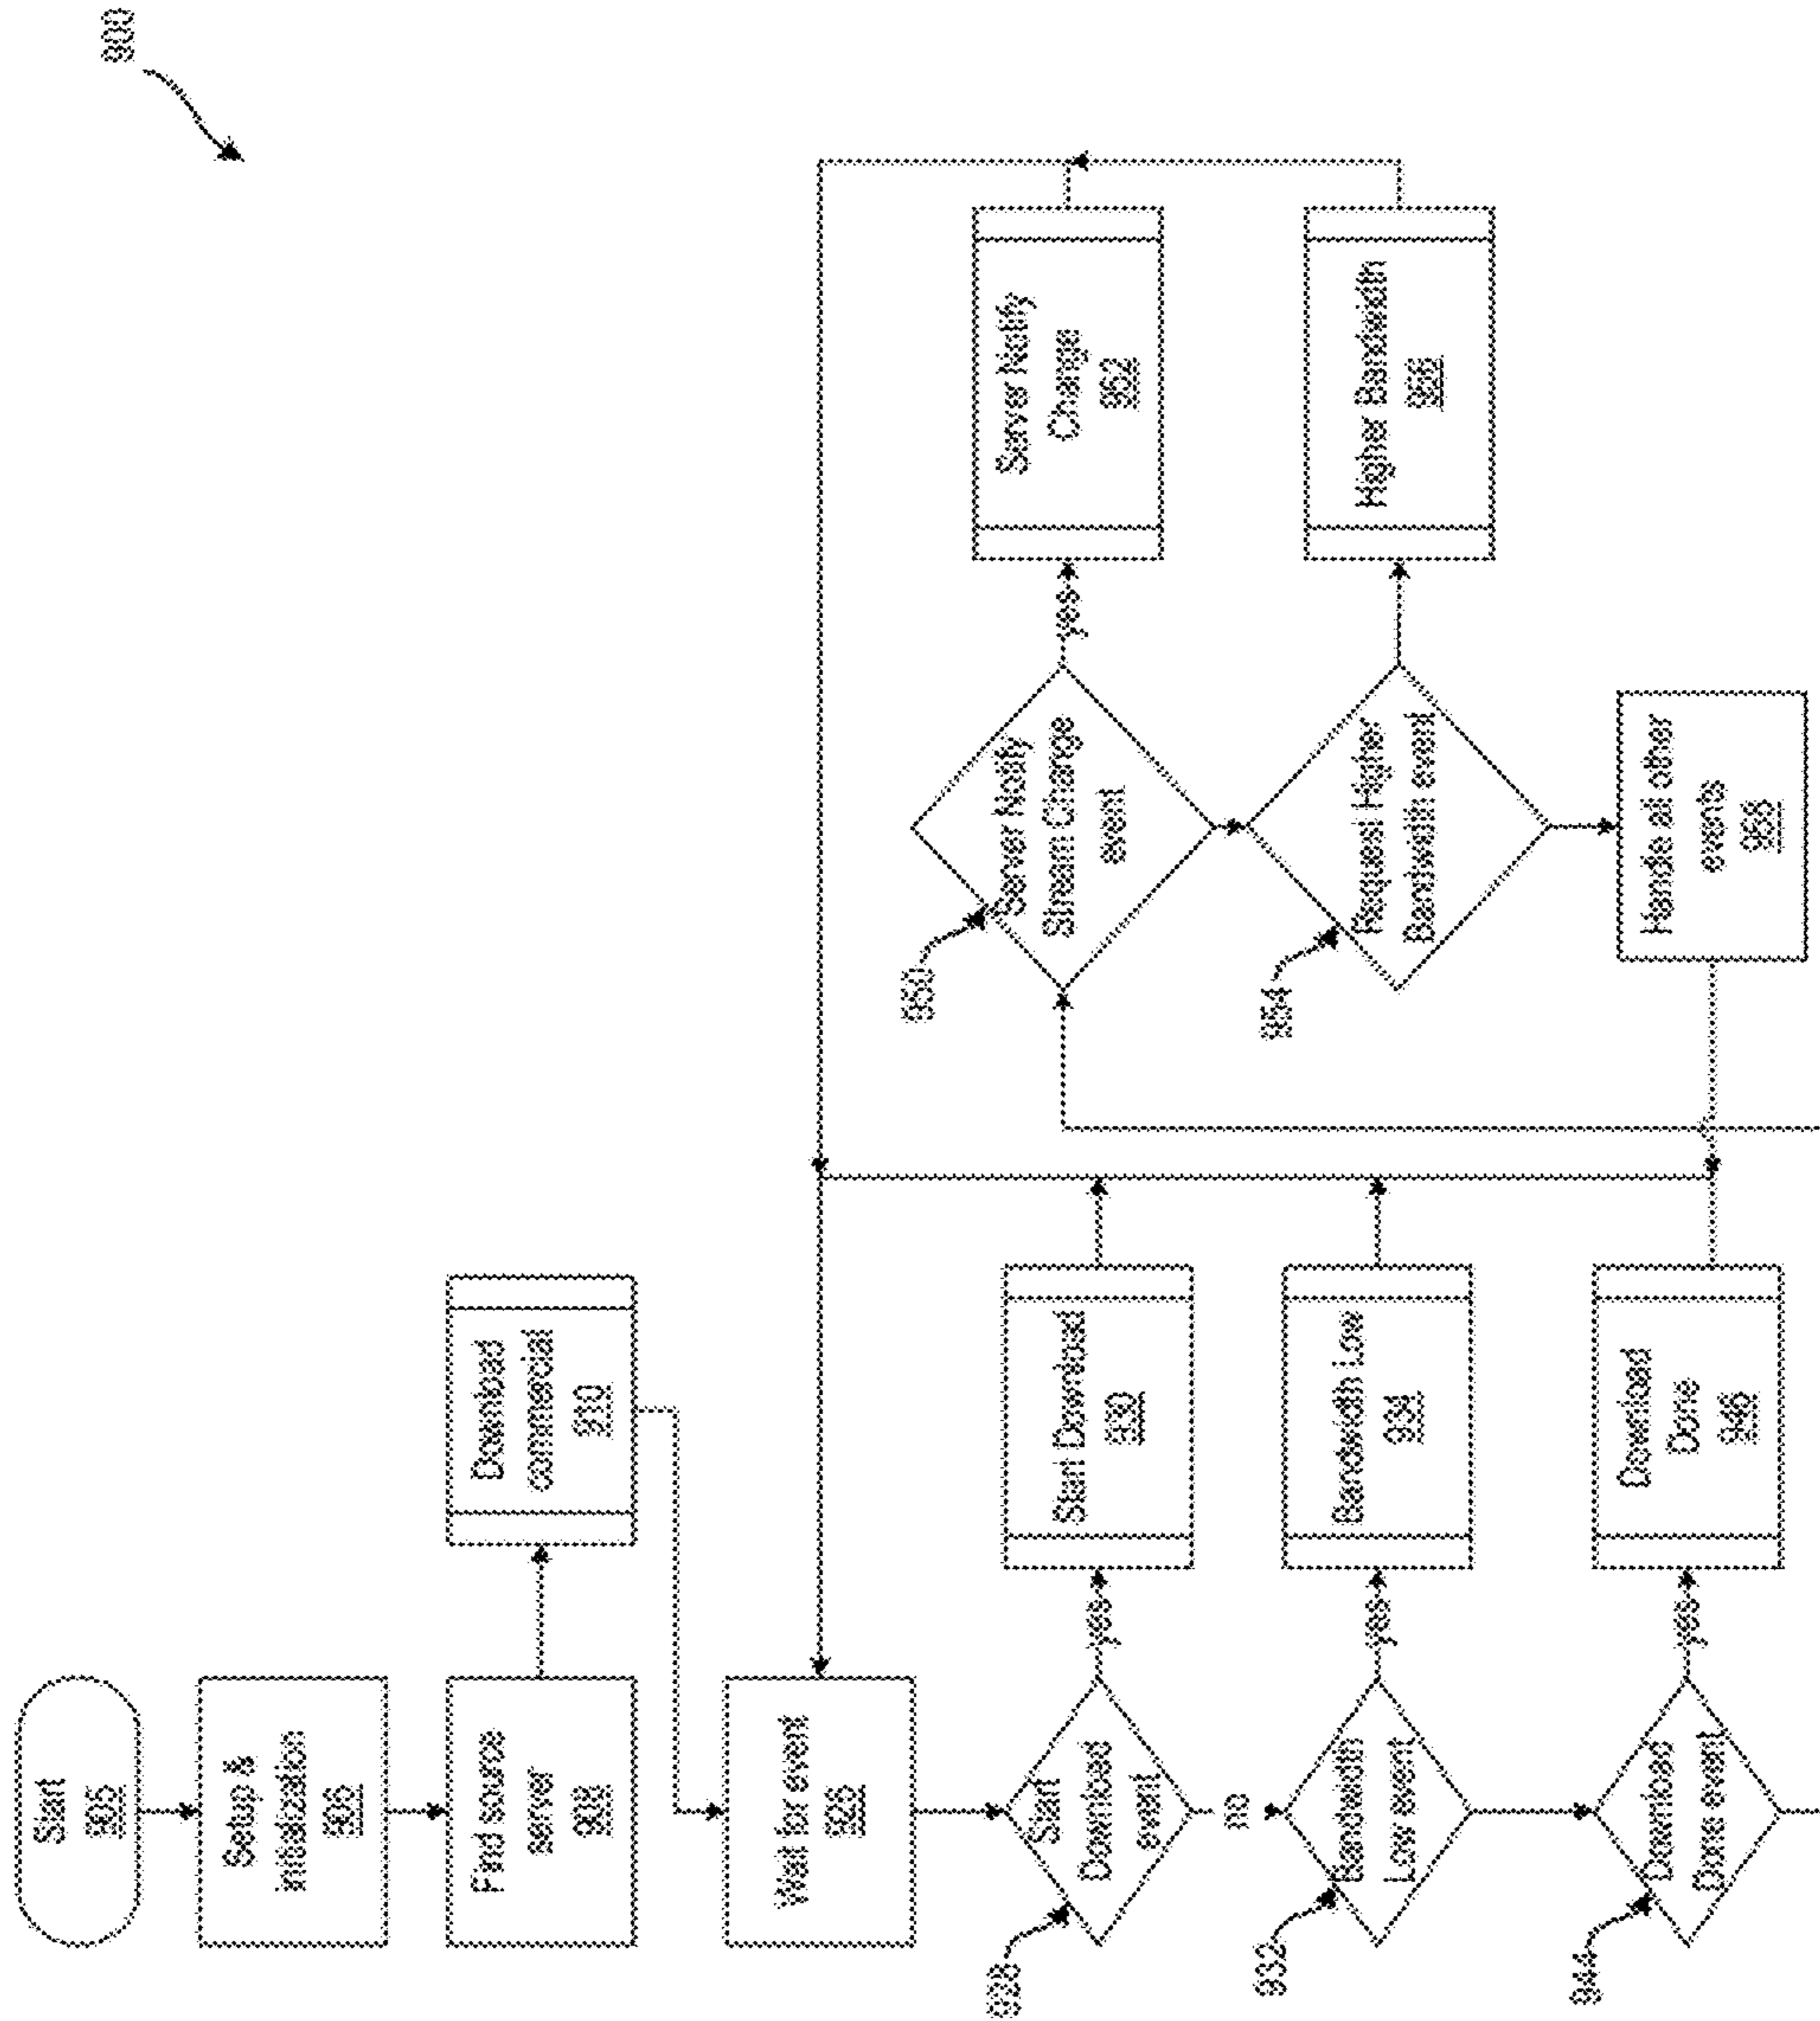 900
Start
905
Setup &
initialization
906
Find source
server
908
Download
commercial
910
Wait for event
926
928
Start
Download
event
yes
Start Download
930
no
932
Bandwidth
Low event
yes
Bandwidth Low
934
944
Download
Done event
yes
Download
Done
946
950
Server Notify
Stream Change
event
yes
Server Notify
Change
952
954
Request Higher
Bandwidth event
Higher Bandwidth
956
Handle all other
events
958